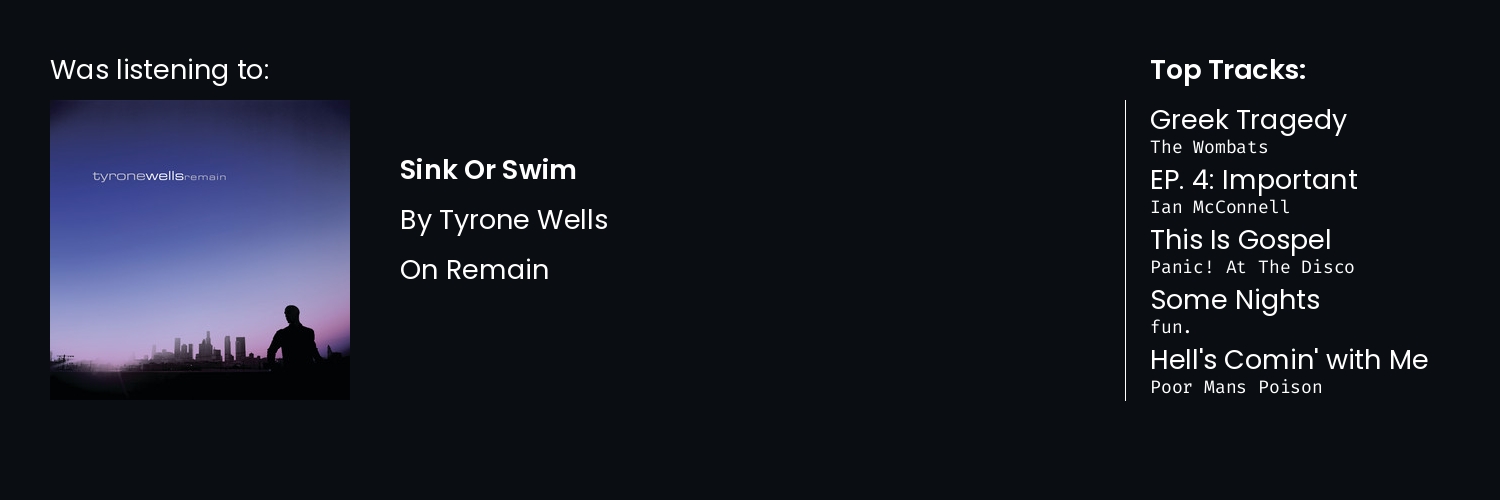 Was listening to:
tyronewellsremain
Sink Or Swim
By Tyrone Wells
On Remain
Top Tracks:
Greek Tragedy
The Wombats
EP. 4: Important
Ian McConnell
This Is Gospel
Panic! At The Disco
Some Nights
fun.
Hell's Comin' with Me
Poor Mans Poison